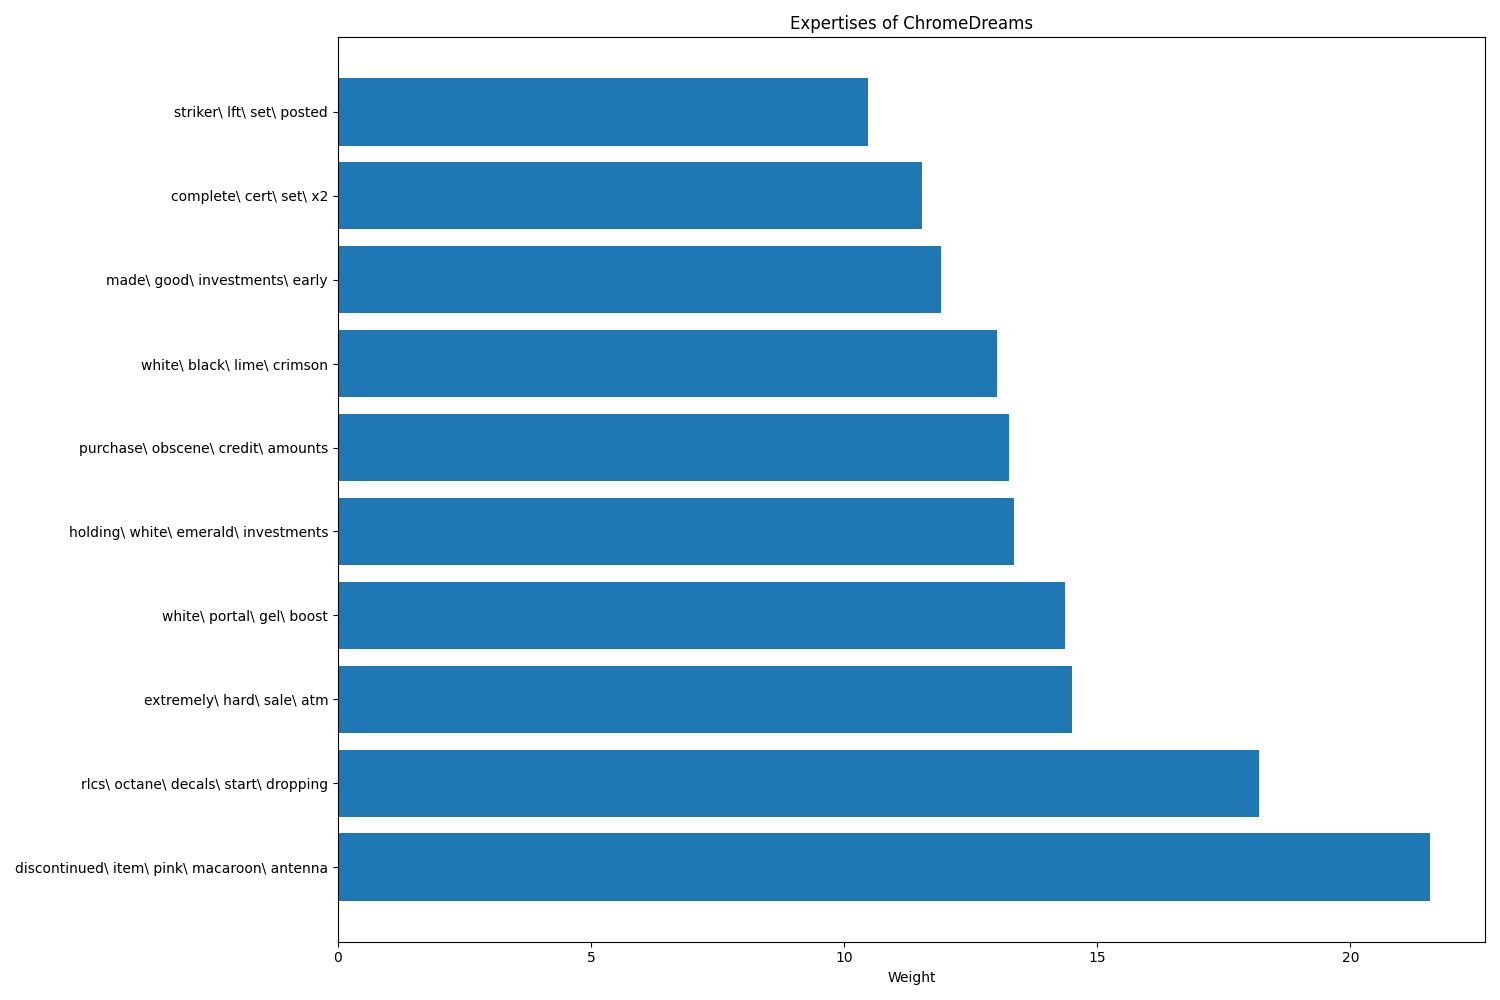 Expertises of ChromeDreams
striker\ lft\ set\ posted
complete\ cert\ set\ x2
made\ good\ investments\ early
white\ black\ lime\ crimson
purchase\ obscene\ credit\ amounts
holding\ white\ emerald\ investments
white\ portal\ gel\ boost
extremely\ hard\ sale\ atm
rlcs\ octane\ decals\ start\ dropping
discontinued\ item\ pink\ macaroon\ antenna
0 5 10 15 20
Weight